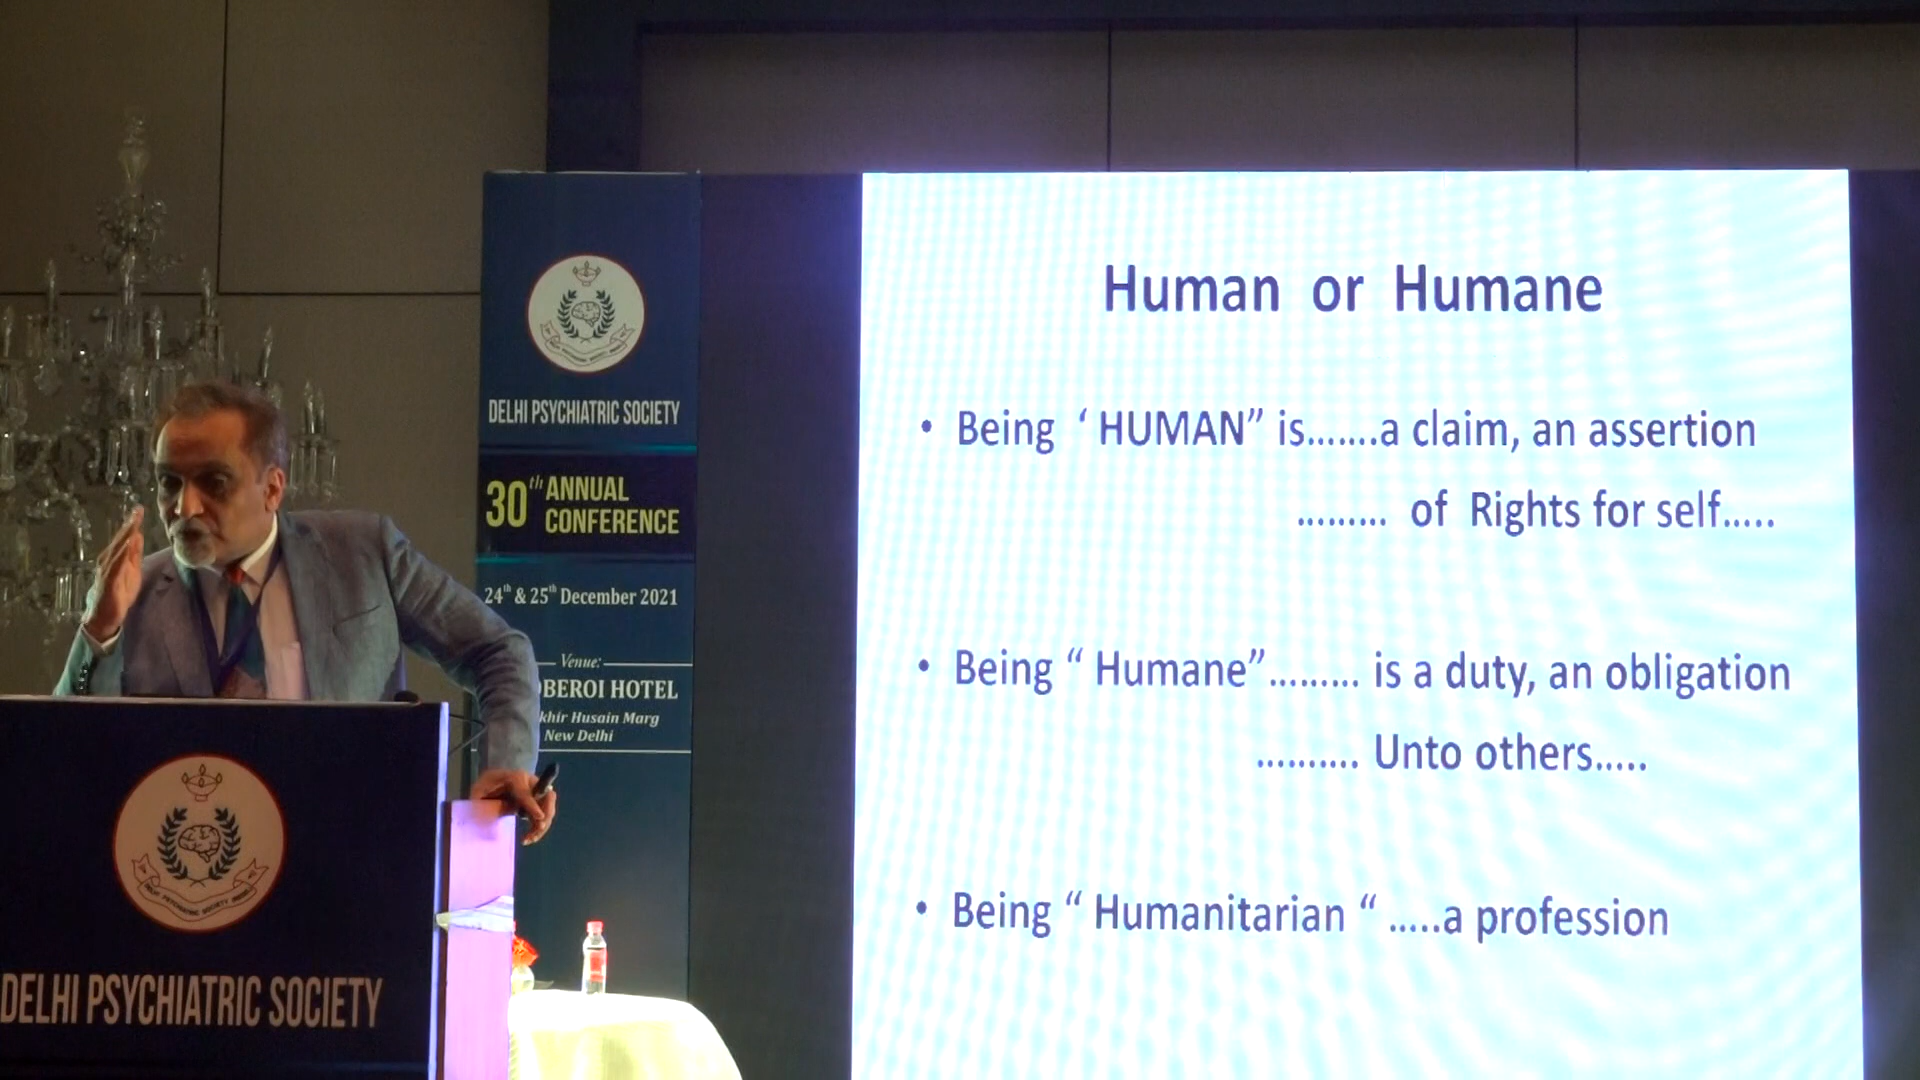 DELHI PSYCHIATRIC SOCIETY
30th ANNUAL
CONFERENCE
24th & 25th December 2021
Venue:
BEROI HOTEL
Husain Marg
New Delhi
DELHI PSYCHIATRIC SOCIETY
Human or Humane
• Being ‘ HUMAN” is.......a claim, an assertion
......... of Rights for self.....
• Being “ Humane”......... is a duty, an obligation
.......... Unto others.....
• Being “ Humanitarian “ .....a profession